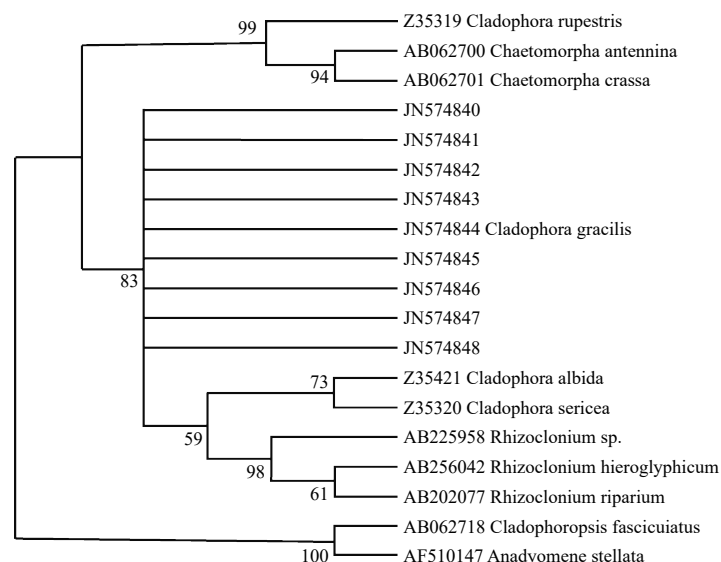 99
Z35319 Cladophora rupestris
AB062700 Chaetomorpha antennina
94
AB062701 Chaetomorpha crassa
JN574840
JN574841
JN574842
JN574843
JN574844 Cladophora gracilis
JN574845
83
JN574846
JN574847
JN574848
73
Z35421 Cladophora albida
Z35320 Cladophora sericea
59
AB225958 Rhizoclonium sp.
98
AB256042 Rhizoclonium hieroglyphicum
61
AB202077 Rhizoclonium riparium
AB062718 Cladophoropsis fascicuiatus
100
AF510147 Anadyomene stellata